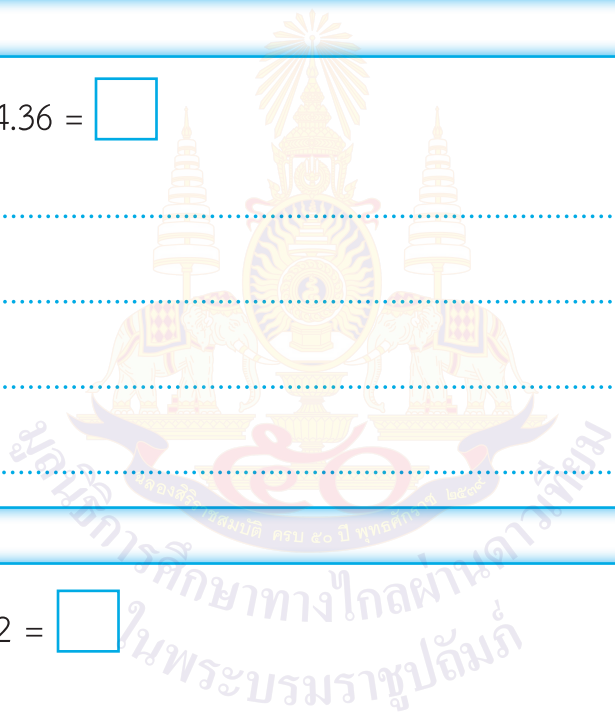 4.36 =
ฉลองสิริราชสมบัติ ครบ ๕๐ ปี พุทธศักราช ๒๕๓๙
มูลนิธิการศึกษาทางไกลผ่านดาวเทียม
ในพระบรมราชูปถัมภ์
2 =